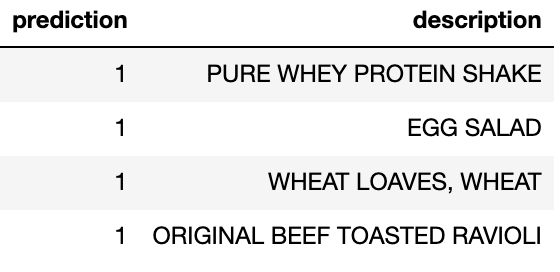 prediction description
1 PURE WHEY PROTEIN SHAKE
1 EGG SALAD
1 WHEAT LOAVES, WHEAT
1 ORIGINAL BEEF TOASTED RAVIOLI